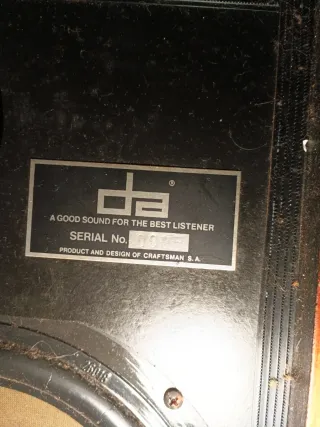 da®
A GOOD SOUND FOR THE BEST LISTENER
SERIAL No.
PRODUCT AND DESIGN OF CRAFTSMAN S.A.